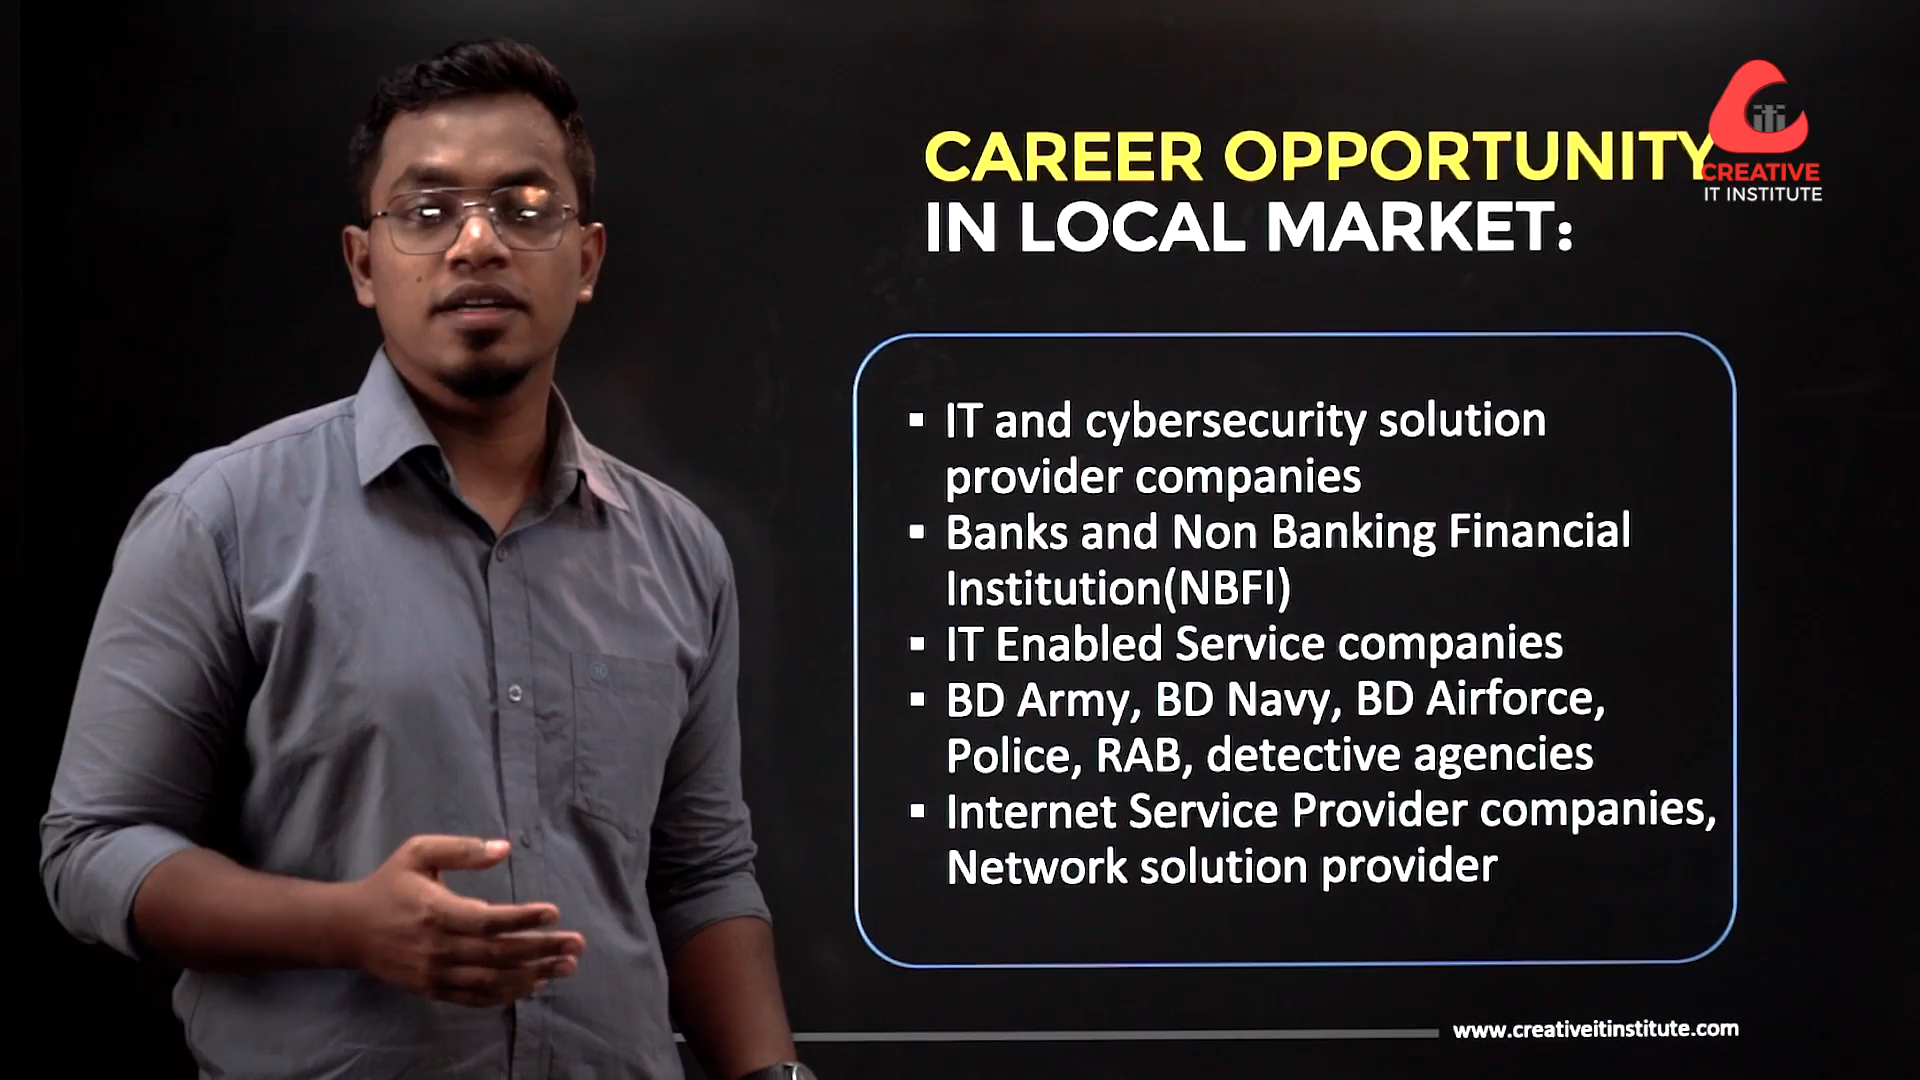 CAREER OPPORTUNITY
IN LOCAL MARKET:
CREATIVE
IT INSTITUTE
▪ IT and cybersecurity solution
provider companies
▪ Banks and Non Banking Financial
Institution(NBFI)
▪ IT Enabled Service companies
▪ BD Army, BD Navy, BD Airforce,
Police, RAB, detective agencies
▪ Internet Service Provider companies,
Network solution provider
www.creativeitinstitute.com